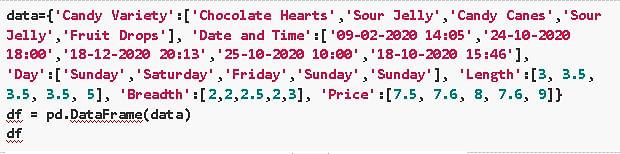 data={'Candy Variety':['Chocolate Hearts','Sour Jelly','Candy Canes','Sour
Jelly','Fruit Drops'], 'Date and Time':['09-02-2020 14:05','24-10-2020
18:00','18-12-2020 20:13','25-10-2020 10:00','18-10-2020 15:46'],
'Day':['Sunday','Saturday','Friday','Sunday','Sunday'], 'Length':[3, 3.5,
3.5, 3.5, 5], 'Breadth':[2,2,2.5,2,3], 'Price':[7.5, 7.6, 8, 7.6, 9]}
df = pd.DataFrame(data)
df